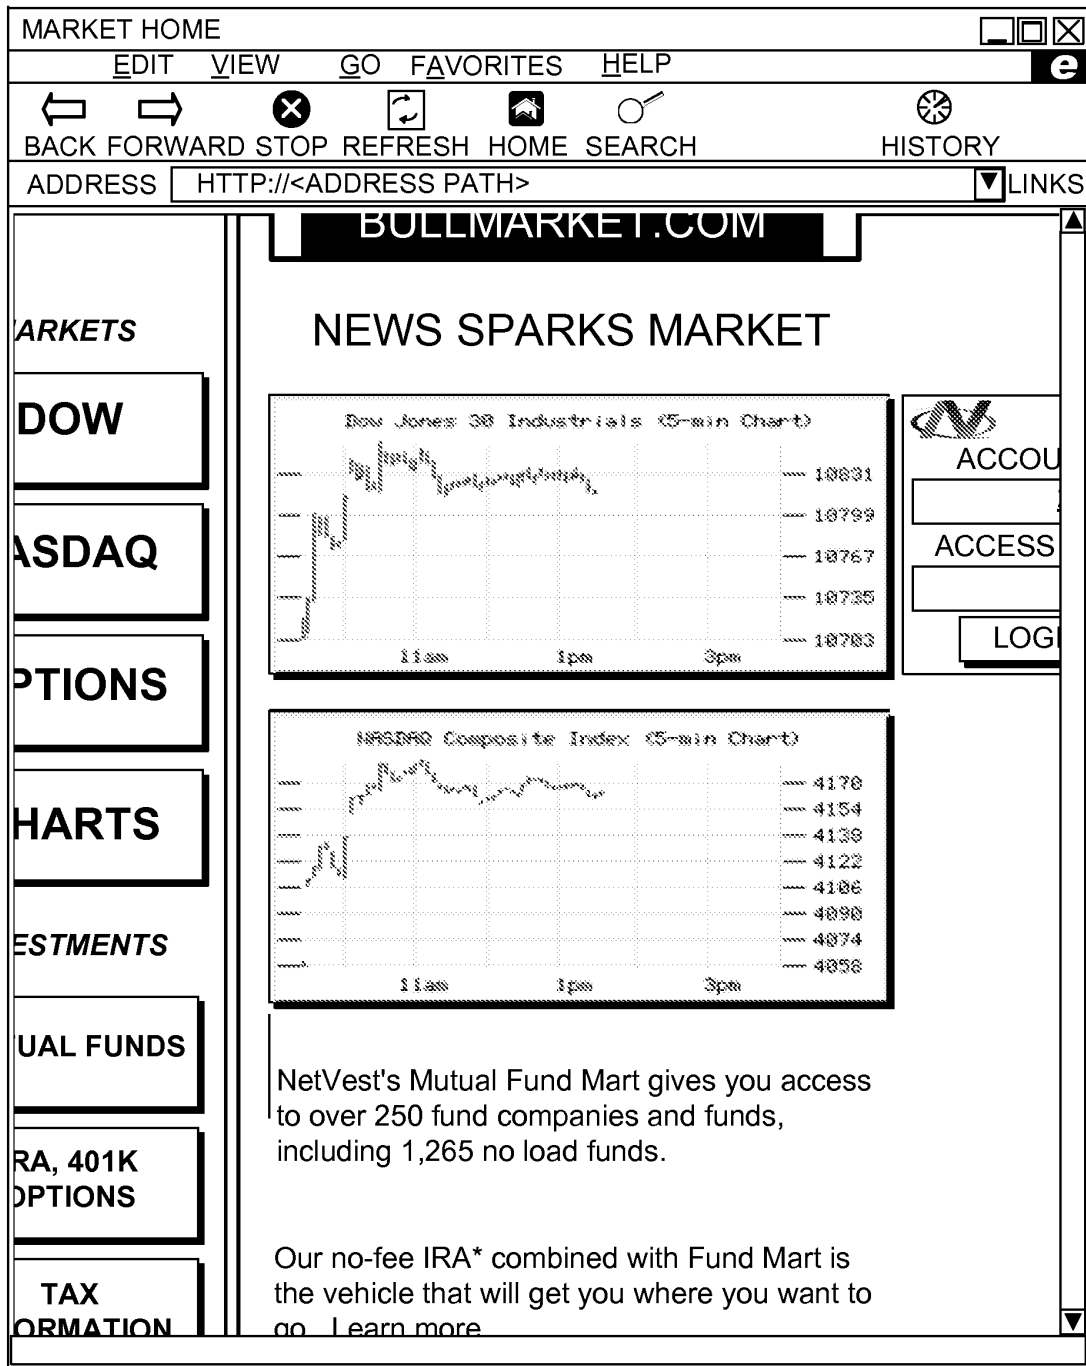 MARKET HOME
EDIT VIEW GO FAVORITES HELP
e
BACK FORWARD STOP REFRESH HOME SEARCH HISTORY
ADDRESS HTTP://<ADDRESS PATH> LINKS
BULLMARKET.COM
ARKETS
DOW
ASDAQ
PTIONS
HARTS
ESTMENTS
UAL FUNDS
RA, 401K
OPTIONS
TAX
ORMATION
NEWS SPARKS MARKET
Dow Jones 30 Industrials (5-min Chart)
10831
10799
10767
10735
10703
11am 1pm 3pm
N
ACCOU
ACCESS
LOGI
NASDAQ Composite Index (5-min Chart)
4170
4154
4138
4122
4106
4090
4074
4058
11am 1pm 3pm
NetVest's Mutual Fund Mart gives you access
to over 250 fund companies and funds,
including 1,265 no load funds.
Our no-fee IRA* combined with Fund Mart is
the vehicle that will get you where you want to
go. Learn more